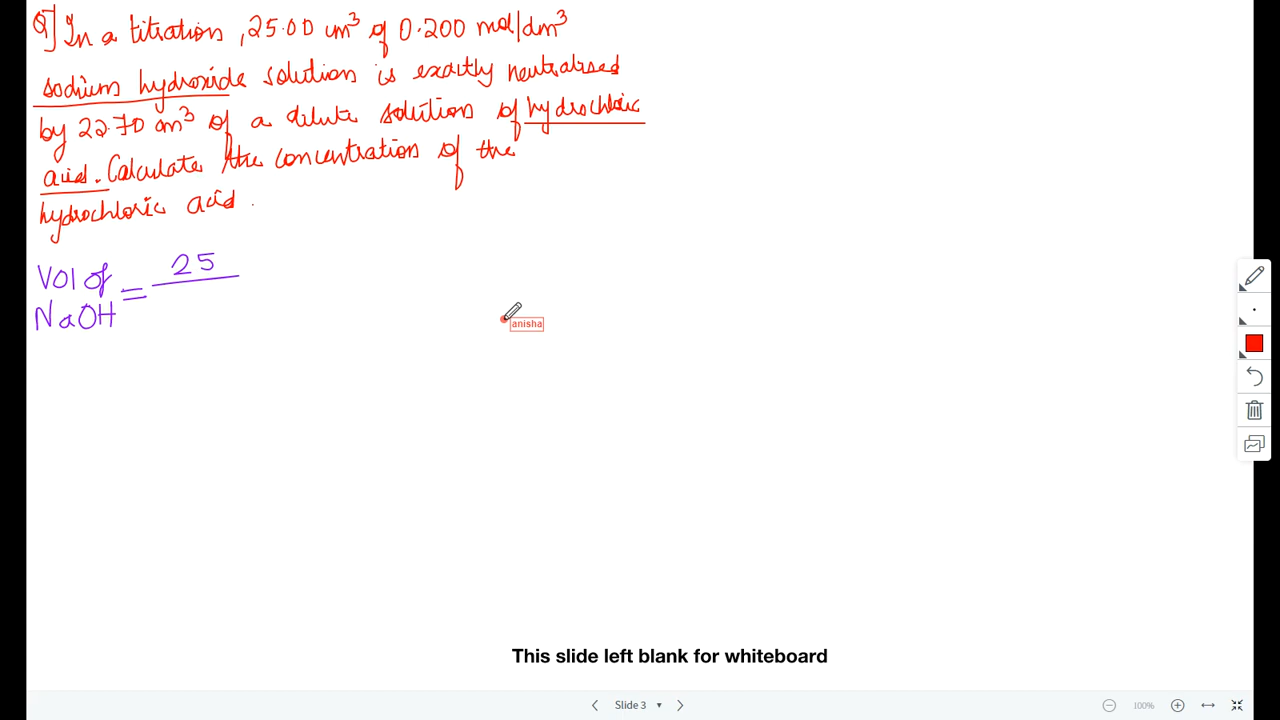 Q] In a titration, 25.00 cm³ of 0.200 mol/dm³
sodium hydroxide solution is exactly neutralised
by 22.70 cm³ of a dilute solution of hydrochloric
acid. Calculate the concentration of the
hydrochloric acid.
25
Vol of
=
NaOH
anisha
This slide left blank for whiteboard
Slide 3
100%